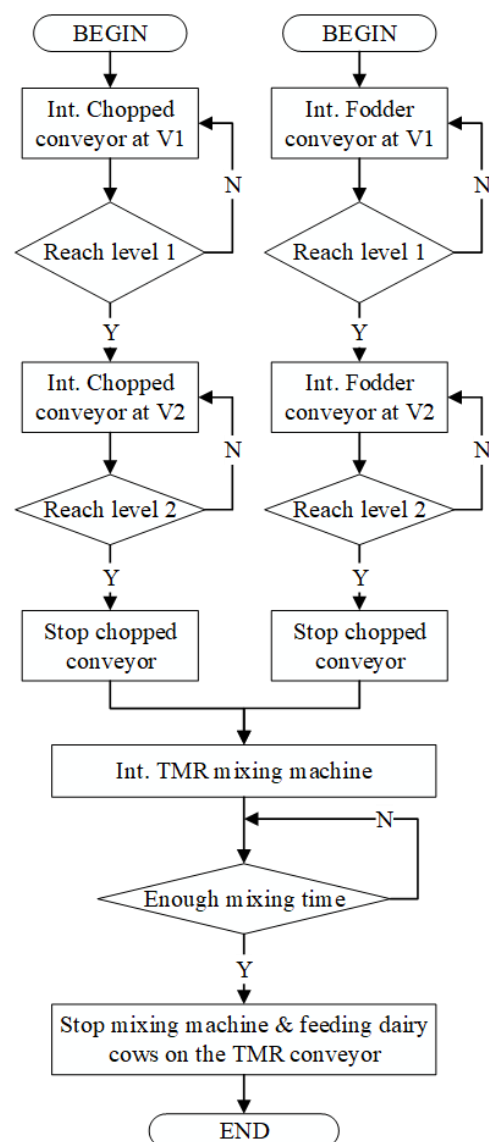 BEGIN
BEGIN
Int. Chopped
conveyor at V1
Int. Fodder
conveyor at V1
N
N
Reach level 1
Reach level 1
Y
Y
Int. Chopped
conveyor at V2
Int. Fodder
conveyor at V2
N
N
Reach level 2
Reach level 2
Y
Y
Stop chopped
conveyor
Stop chopped
conveyor
Int. TMR mixing machine
N
Enough mixing time
Y
Stop mixing machine & feeding dairy
cows on the TMR conveyor
END